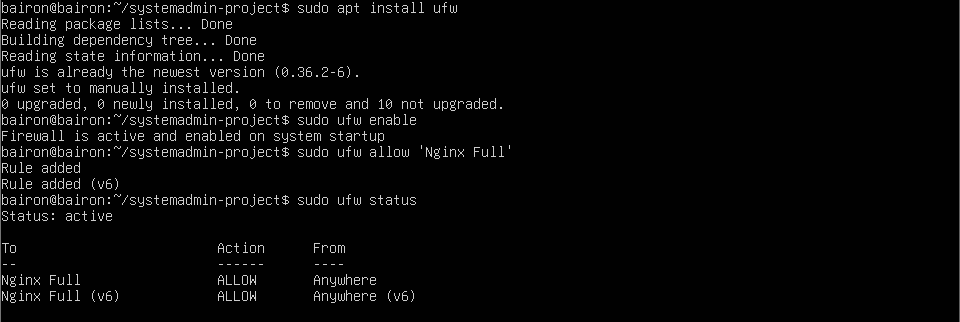 bairon@bairon:~/systemadmin-project$ sudo apt install ufw
Reading package lists... Done
Building dependency tree... Done
Reading state information... Done
ufw is already the newest version (0.36.2-6).
ufw set to manually installed.
0 upgraded, 0 newly installed, 0 to remove and 10 not upgraded.
bairon@bairon:~/systemadmin-project$ sudo ufw enable
Firewall is active and enabled on system startup
bairon@bairon:~/systemadmin-project$ sudo ufw allow 'Nginx Full'
Rule added
Rule added (v6)
bairon@bairon:~/systemadmin-project$ sudo ufw status
Status: active
To                         Action      From
--                         ------      ----
Nginx Full                 ALLOW       Anywhere
Nginx Full (v6)            ALLOW       Anywhere (v6)